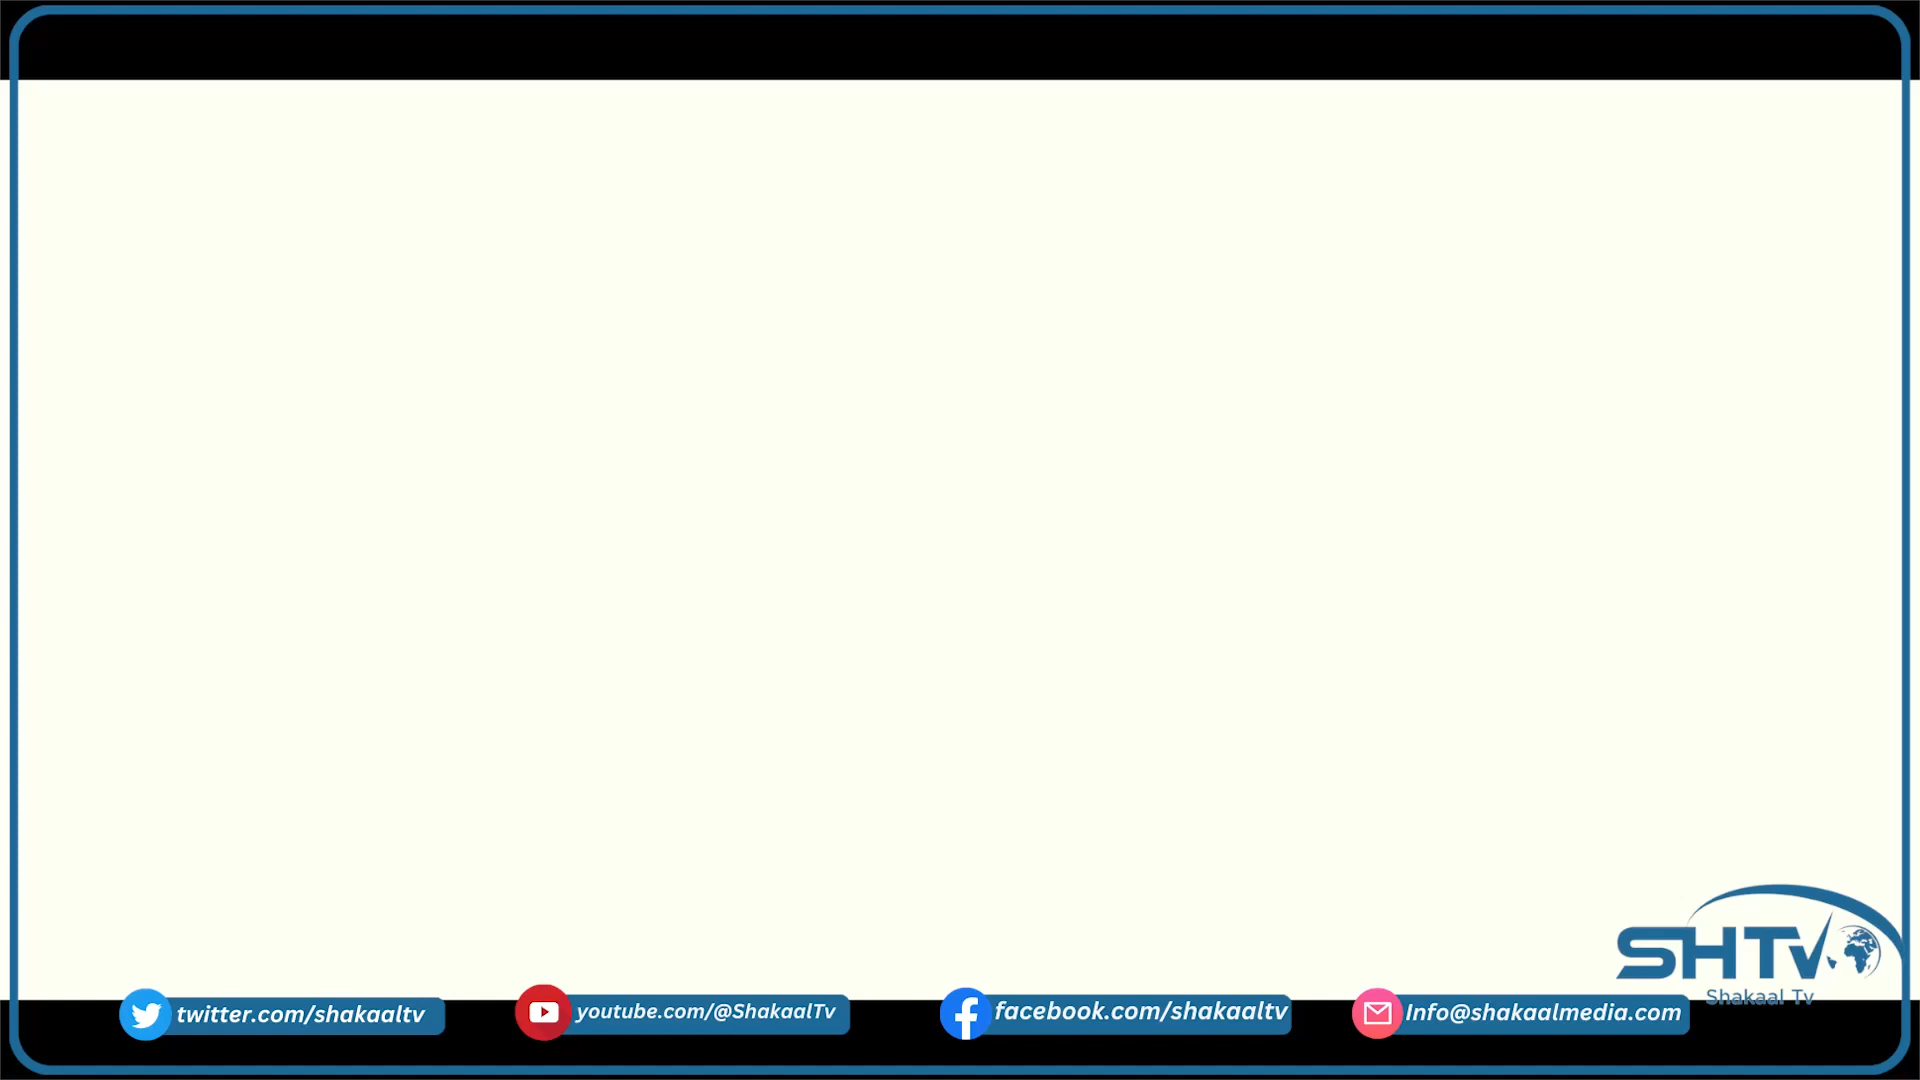 SHTV
Shakaal Tv
twitter.com/shakaaltv
youtube.com/@ShakaalTv
facebook.com/shakaaltv
Info@shakaalmedia.com